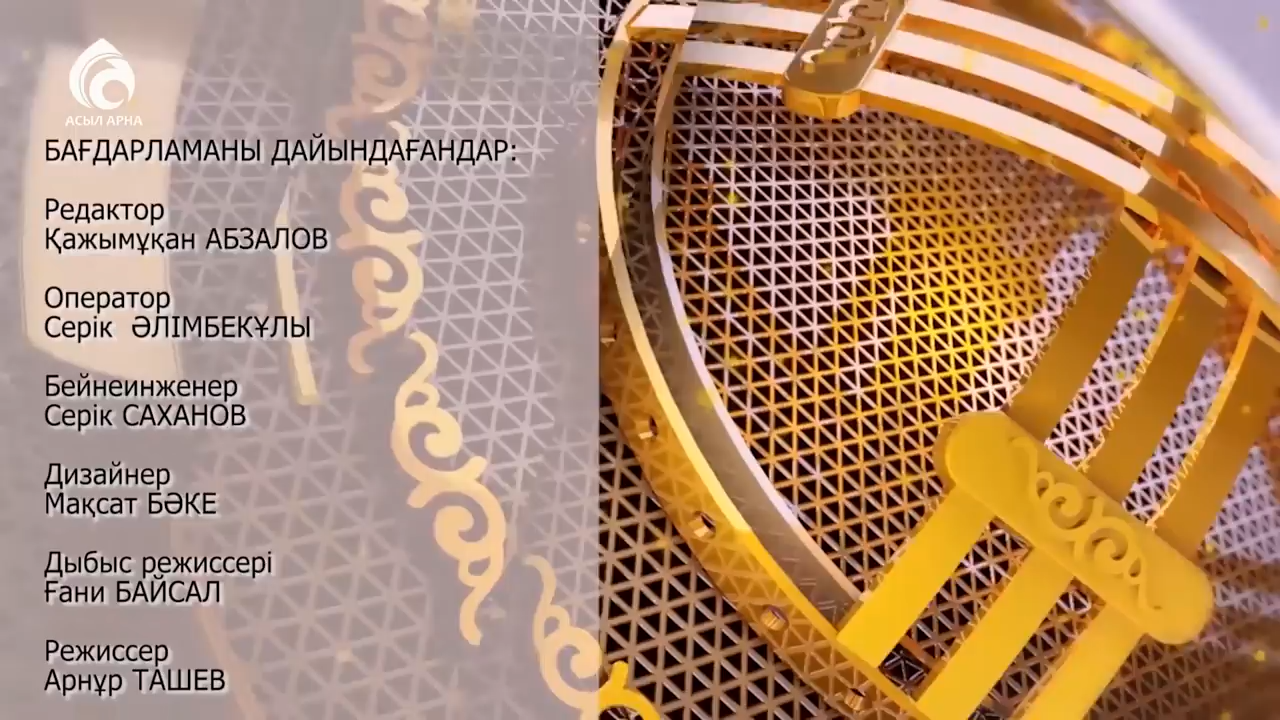 АСЫЛ АРНА
БАҒДАРЛАМАНЫ ДАЙЫНДАҒАНДАР:
Редактор
Қажымұқан АБЗАЛОВ
Оператор
Серік ӘЛІМБЕКҰЛЫ
Бейнеинженер
Серік САХАНОВ
Дизайнер
Мақсат БӘКЕ
Дыбыс режиссері
Ғани БАЙСАЛ
Режиссер
Арнұр ТАШЕВ